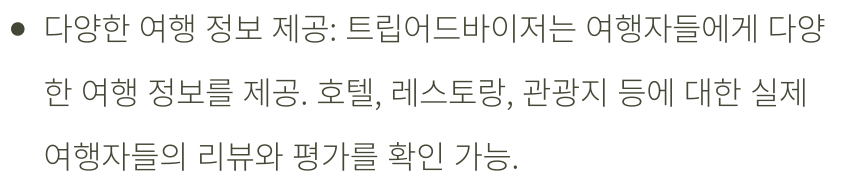 ● 다양한 여행 정보 제공: 트립어드바이저는 여행자들에게 다양
한 여행 정보를 제공. 호텔, 레스토랑, 관광지 등에 대한 실제
여행자들의 리뷰와 평가를 확인 가능.